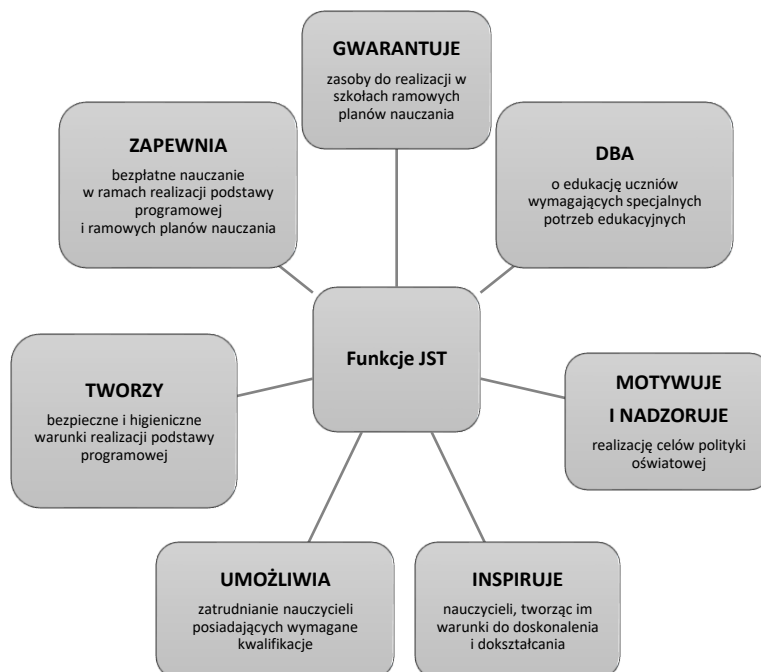 GWARANTUJE
zasoby do realizacji w
szkołach ramowych
planów nauczania
ZAPEWNIA
bezpłatne nauczanie
w ramach realizacji podstawy
programowej
i ramowych planów nauczania
DBA
o edukację uczniów
wymagających specjalnych
potrzeb edukacyjnych
Funkcje JST
TWORZY
bezpieczne i higieniczne
warunki realizacji podstawy
programowej
MOTYWUJE
I NADZORUJE
realizację celów polityki
oświatowej
UMOŻLIWIA
zatrudnianie nauczycieli
posiadających wymagane
kwalifikacje
INSPIRUJE
nauczycieli, tworząc im
warunki do doskonalenia
i dokształcania